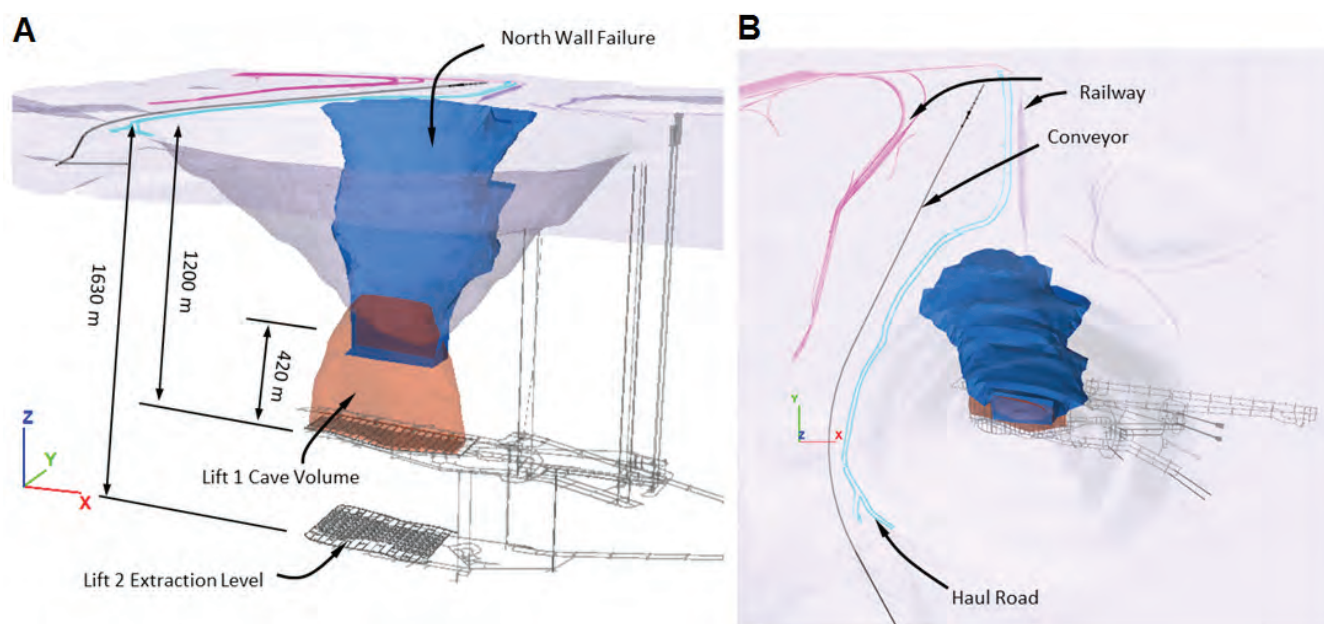 A
North Wall Failure
1630 m
1200 m
420 m
Z
Y
X
Lift 1 Cave Volume
Lift 2 Extraction Level
B
Railway
Conveyor
Y
Z
X
Haul Road